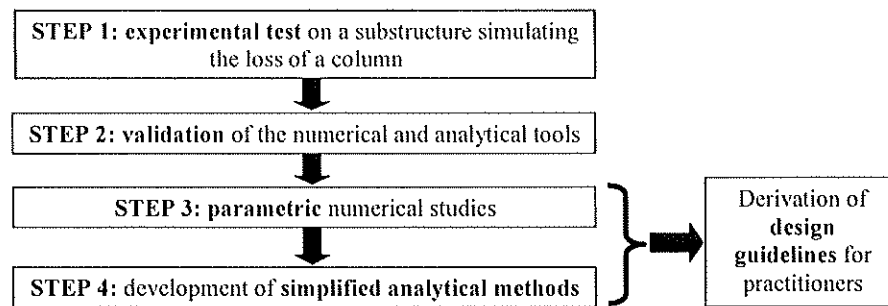 STEP 1: experimental test on a substructure simulating
the loss of a column
STEP 2: validation of the numerical and analytical tools
STEP 3: parametric numerical studies
STEP 4: development of simplified analytical methods
Derivation of
design
guidelines for
practitioners